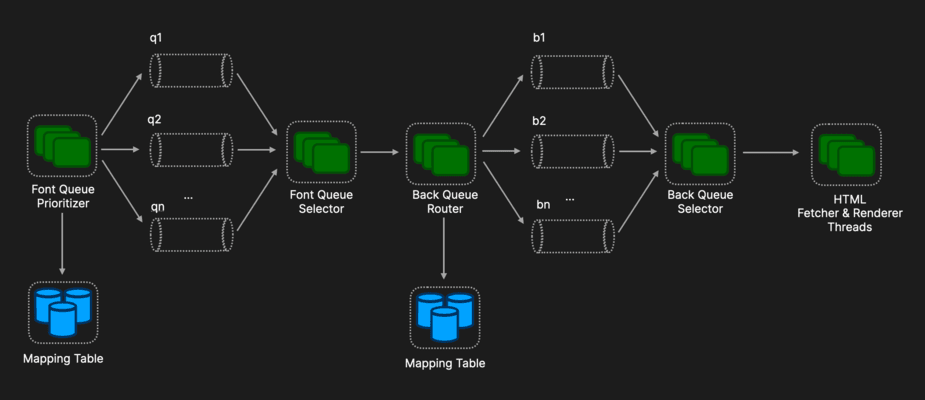 q1
b1
q2
b2
Font Queue
Prioritizer
...
qn
Font Queue
Selector
Back Queue
Router
...
bn
Back Queue
Selector
HTML
Fetcher & Renderer
Threads
Mapping Table
Mapping Table